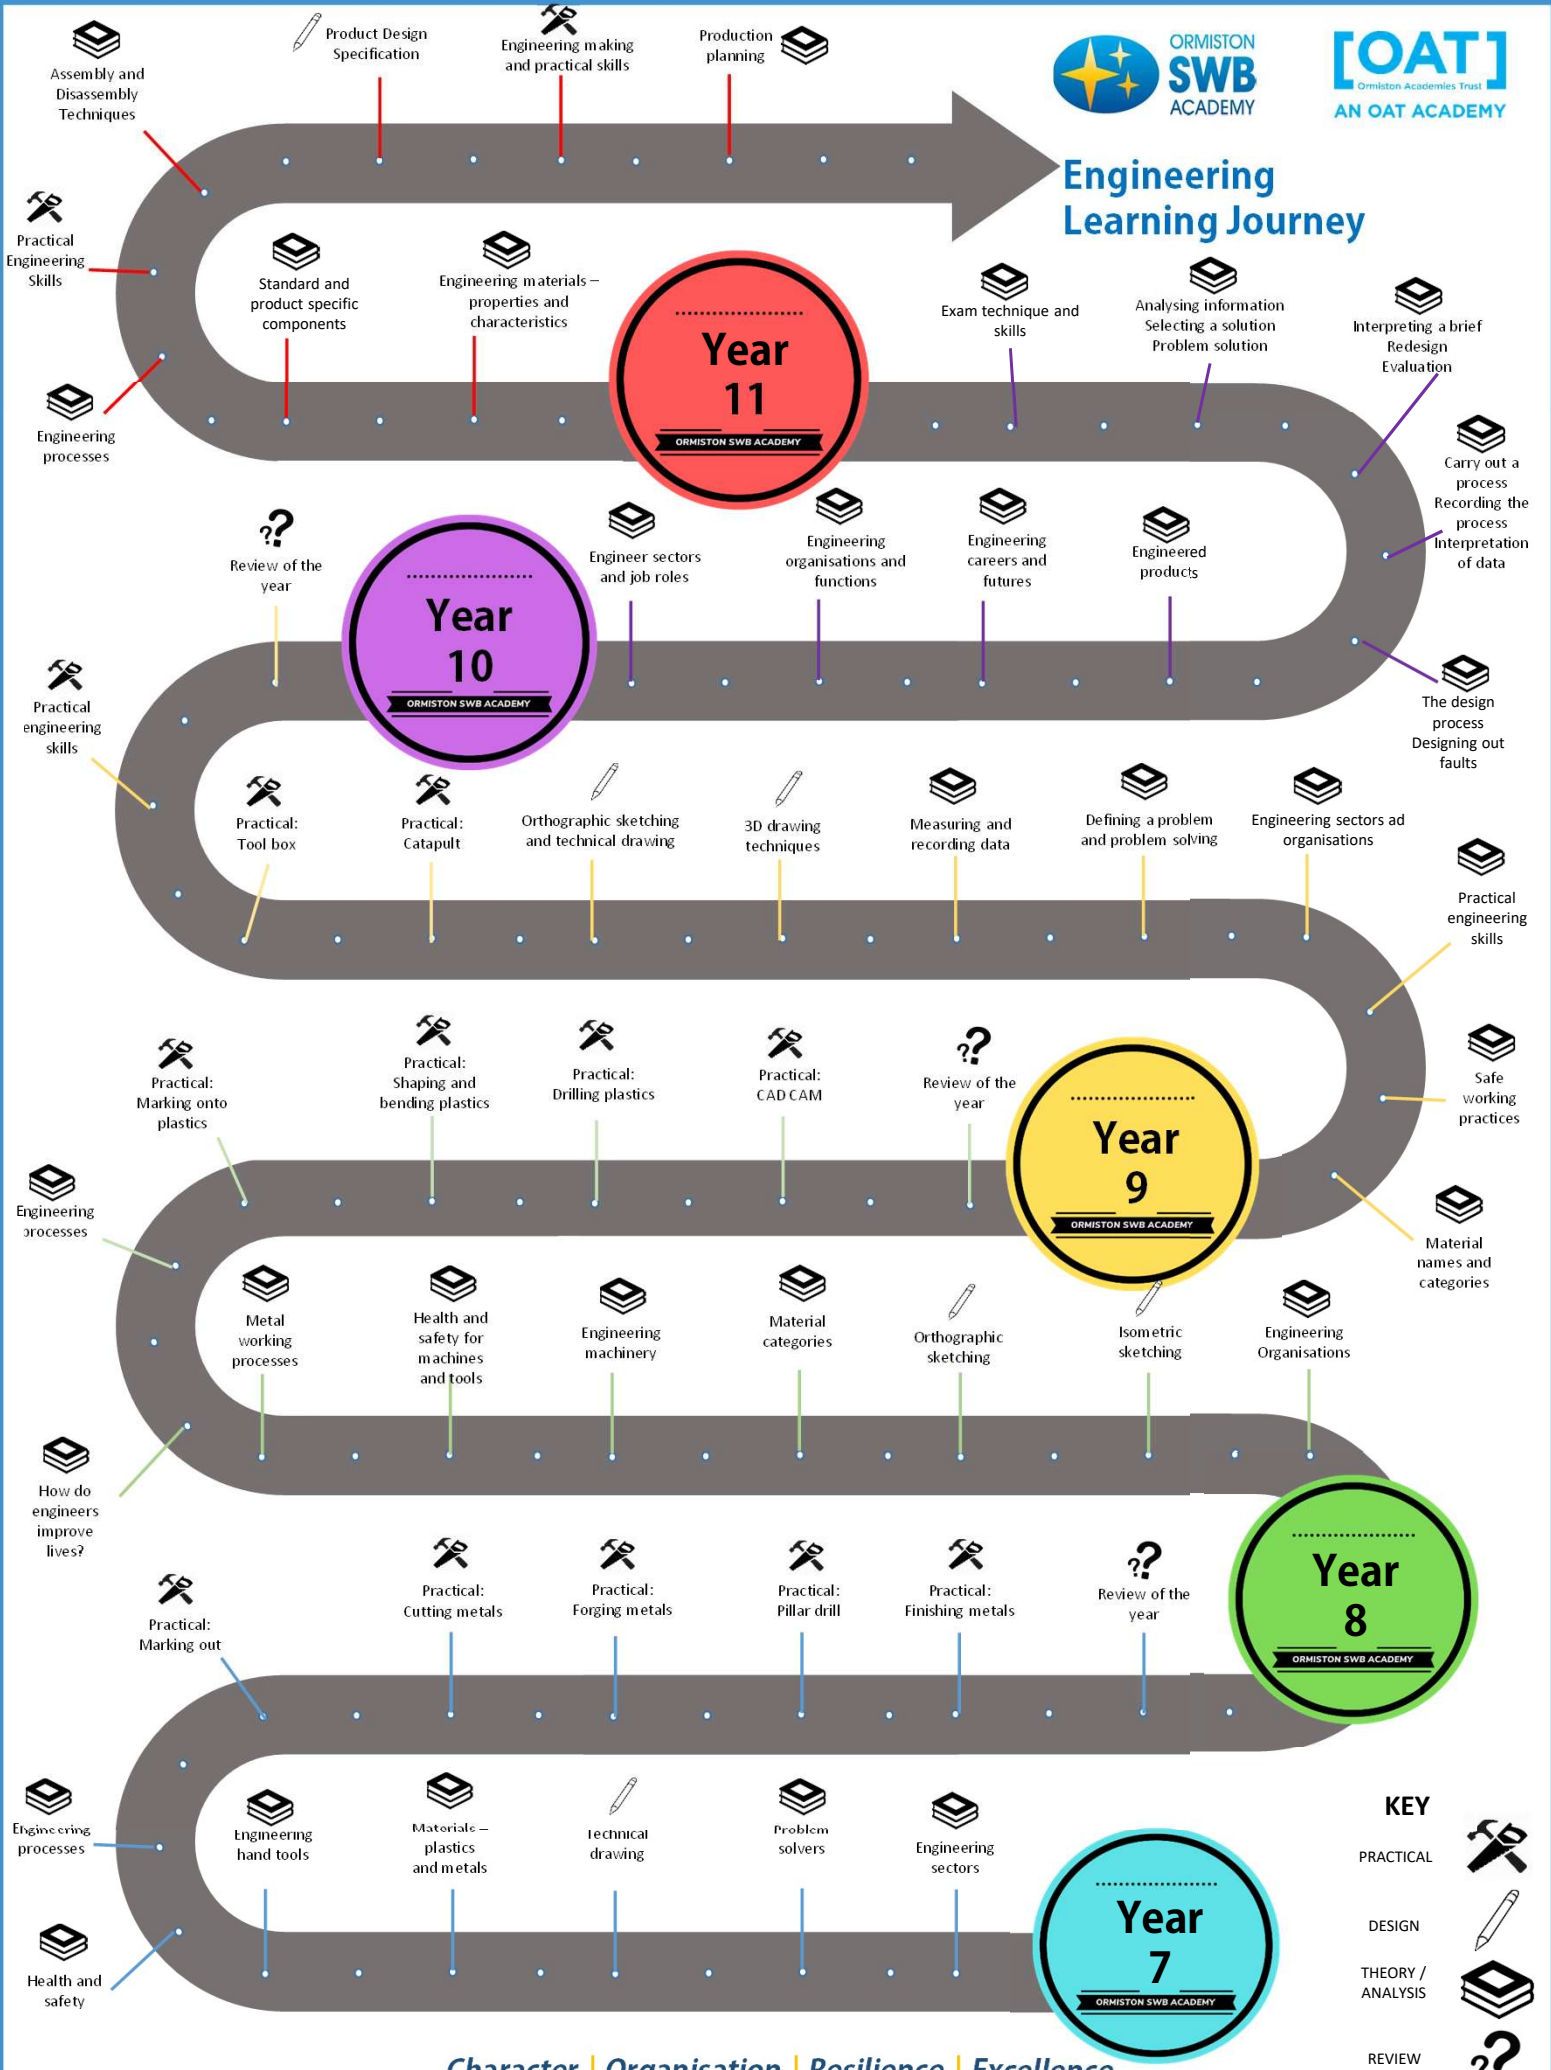 Assembly and
Disassembly
Techniques
Product Design
Specification
Engineering making
and practical skills
Production
planning
ORMISTON
SWB
ACADEMY
[OAT]
Ormiston Academies Trust
AN OAT ACADEMY
Engineering
Learning Journey
Practical
Engineering
Skills
Standard and
product specific
components
Engineering materials –
properties and
characteristics
Year
11
ORMISTON SWB ACADEMY
Exam technique and
skills
Analysing information
Selecting a solution
Problem solution
Interpreting a brief
Redesign
Evaluation
Engineering
processes
Carry out a
process
Recording the
process
Interpretation
of data
Review of the
year
Year
10
ORMISTON SWB ACADEMY
Engineer sectors
and job roles
Engineering
organisations and
functions
Engineering
careers and
futures
Engineered
products
The design
process
Designing out
faults
Practical
engineering
skills
Practical:
Tool box
Practical:
Catapult
Orthographic sketching
and technical drawing
3D drawing
techniques
Measuring and
recording data
Defining a problem
and problem solving
Engineering sectors ad
organisations
Practical
engineering
skills
Practical:
Marking onto
plastics
Practical:
Shaping and
bending plastics
Practical:
Drilling plastics
Practical:
CAD CAM
Review of the
year
Year
9
ORMISTON SWB ACADEMY
Safe
working
practices
Material
names and
categories
Engineering
processes
Metal
working
processes
Health and
safety for
machines
and tools
Engineering
machinery
Material
categories
Orthographic
sketching
Isometric
sketching
Engineering
Organisations
How do
engineers
improve
lives?
Practical:
Marking out
Practical:
Cutting metals
Practical:
Forging metals
Practical:
Pillar drill
Practical:
Finishing metals
Review of the
year
Year
8
ORMISTON SWB ACADEMY
Engineering
processes
Engineering
hand tools
Materials –
plastics
and metals
Technical
drawing
Problem
solvers
Engineering
sectors
Year
7
ORMISTON SWB ACADEMY
Health and
safety
KEY
PRACTICAL
DESIGN
THEORY /
ANALYSIS
REVIEW
Character | Organisation | Resilience | Excellence